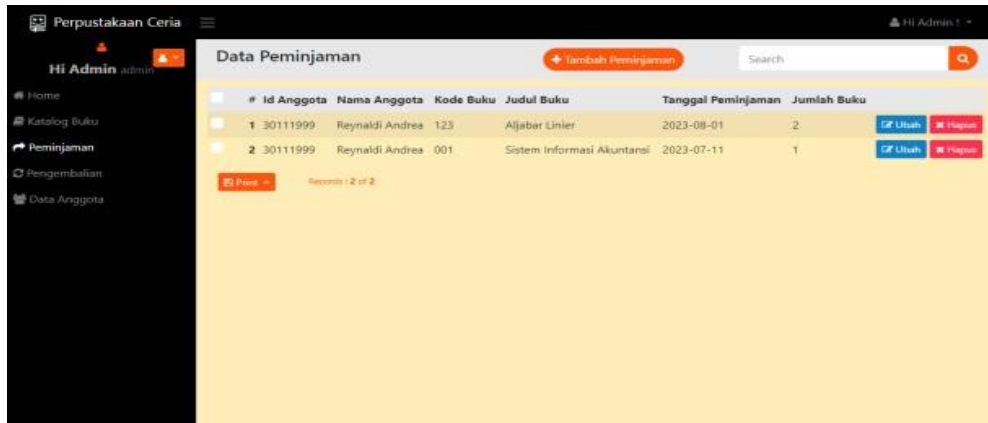 Perpustakaan Ceria
Hi Admin !
Hi Admin admin
Home
Katalog Buku
Peminjaman
Pengembalian
Data Anggota
Data Peminjaman
+ Tambah Peminjaman
Search
# Id Anggota Nama Anggota Kode Buku Judul Buku Tanggal Peminjaman Jumlah Buku
1 30111999 Reynaldi Andrea 123 Aljabar Linier 2023-08-01 2 Ubah Hapus
2 30111999 Reynaldi Andrea 001 Sistem Informasi Akuntansi 2023-07-11 1 Ubah Hapus
Print Records : 2 of 2